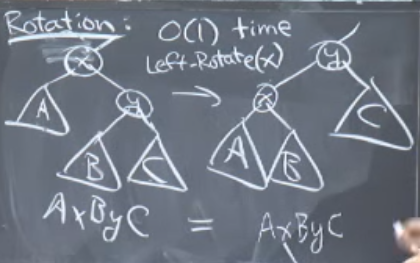 Rotation: O(1) time
Left-Rotate(x)
x
y
A
y
x
C
B
C
A
B
AxByC = AxByC